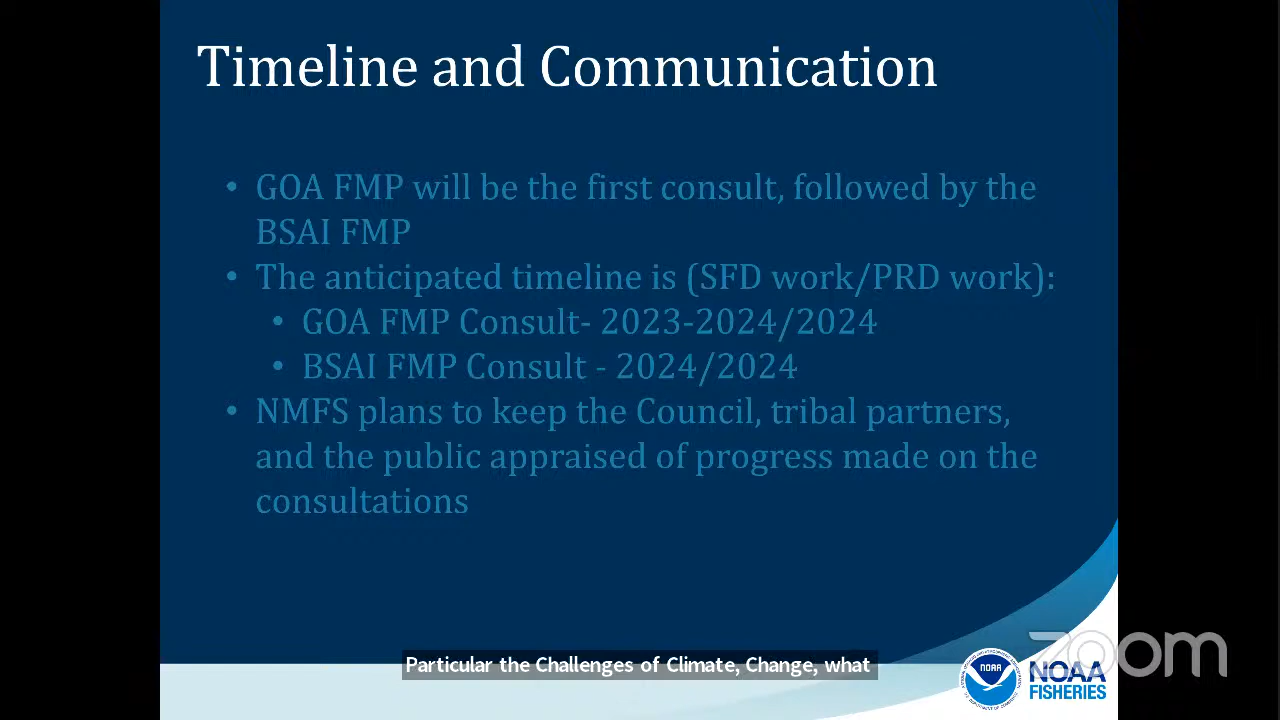 Timeline and Communication
• GOA FMP will be the first consult, followed by the
BSAI FMP
• The anticipated timeline is (SFD work/PRD work):
• GOA FMP Consult- 2023-2024/2024
• BSAI FMP Consult - 2024/2024
• NMFS plans to keep the Council, tribal partners,
and the public appraised of progress made on the
consultations
Particular the Challenges of Climate, Change, what
zoom
NOAA
NOAA
FISHERIES